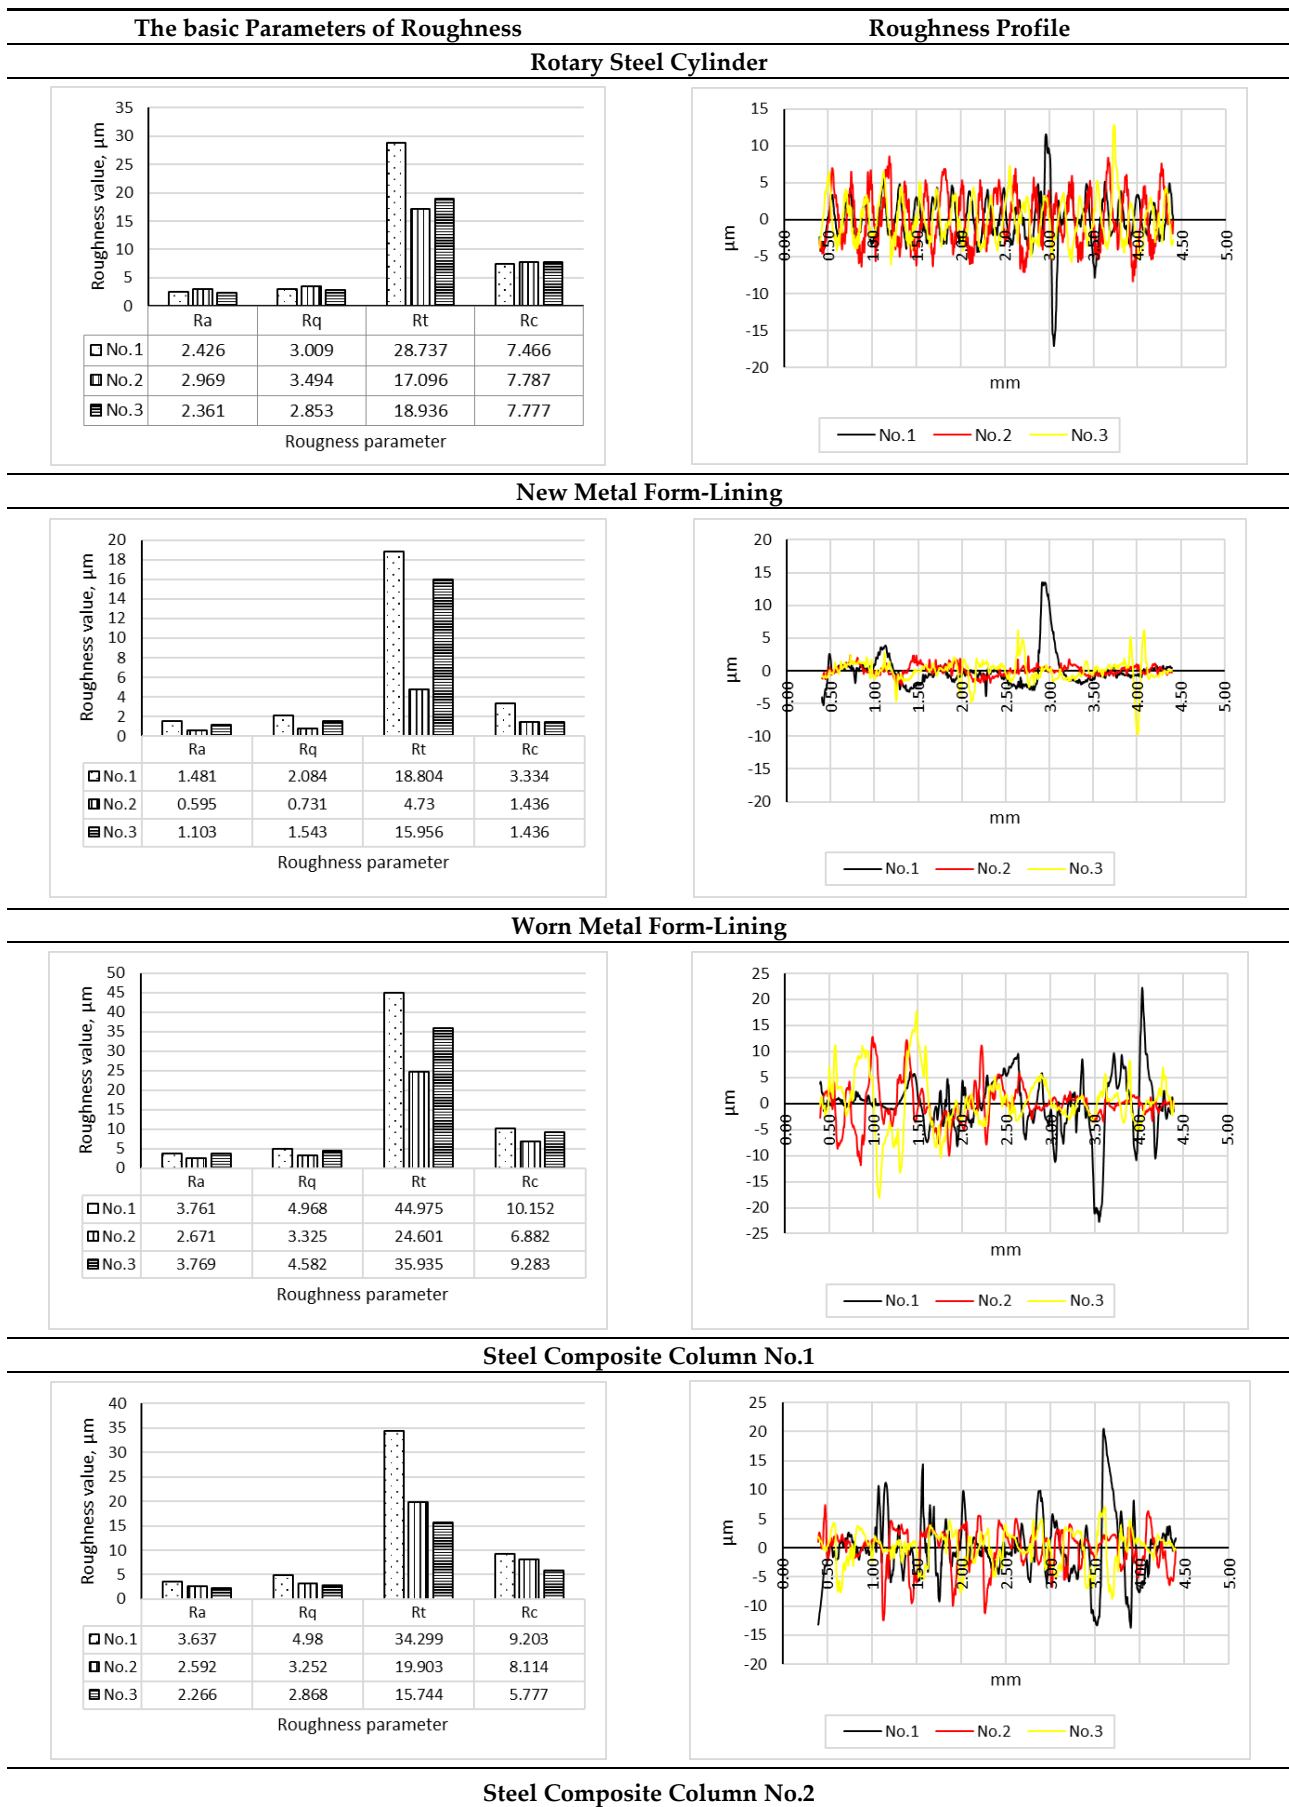 The basic Parameters of Roughness Roughness Profile
Rotary Steel Cylinder
35
30
25
20
15
10
5
0
Roughness value, µm
Ra Rq Rt Rc
No.1 2.426 3.009 28.737 7.466
No.2 2.969 3.494 17.096 7.787
No.3 2.361 2.853 18.936 7.777
Rougness parameter
15
10
5
0
-5
-10
-15
-20
µm
0.00 0.50 1.00 1.50 2.00 2.50 3.00 3.50 4.00 4.50 5.00
mm
No.1 No.2 No.3
New Metal Form-Lining
20
18
16
14
12
10
8
6
4
2
0
Roughness value, µm
Ra Rq Rt Rc
No.1 1.481 2.084 18.804 3.334
No.2 0.595 0.731 4.73 1.436
No.3 1.103 1.543 15.956 1.436
Roughness parameter
20
15
10
5
0
-5
-10
-15
-20
µm
0.00 0.50 1.00 1.50 2.00 2.50 3.00 3.50 4.00 4.50 5.00
mm
No.1 No.2 No.3
Worn Metal Form-Lining
50
45
40
35
30
25
20
15
10
5
0
Roughness value, µm
Ra Rq Rt Rc
No.1 3.761 4.968 44.975 10.152
No.2 2.671 3.325 24.601 6.882
No.3 3.769 4.582 35.935 9.283
Roughness parameter
25
20
15
10
5
0
-5
-10
-15
-20
-25
µm
0.00 0.50 1.00 1.50 2.00 2.50 3.00 3.50 4.00 4.50 5.00
mm
No.1 No.2 No.3
Steel Composite Column No.1
40
35
30
25
20
15
10
5
0
Roughness value, µm
Ra Rq Rt Rc
No.1 3.637 4.98 34.299 9.203
No.2 2.592 3.252 19.903 8.114
No.3 2.266 2.868 15.744 5.777
Roughness parameter
25
20
15
10
5
0
-5
-10
-15
-20
µm
0.00 0.50 1.00 1.50 2.00 2.50 3.00 3.50 4.00 4.50 5.00
mm
No.1 No.2 No.3
Steel Composite Column No.2